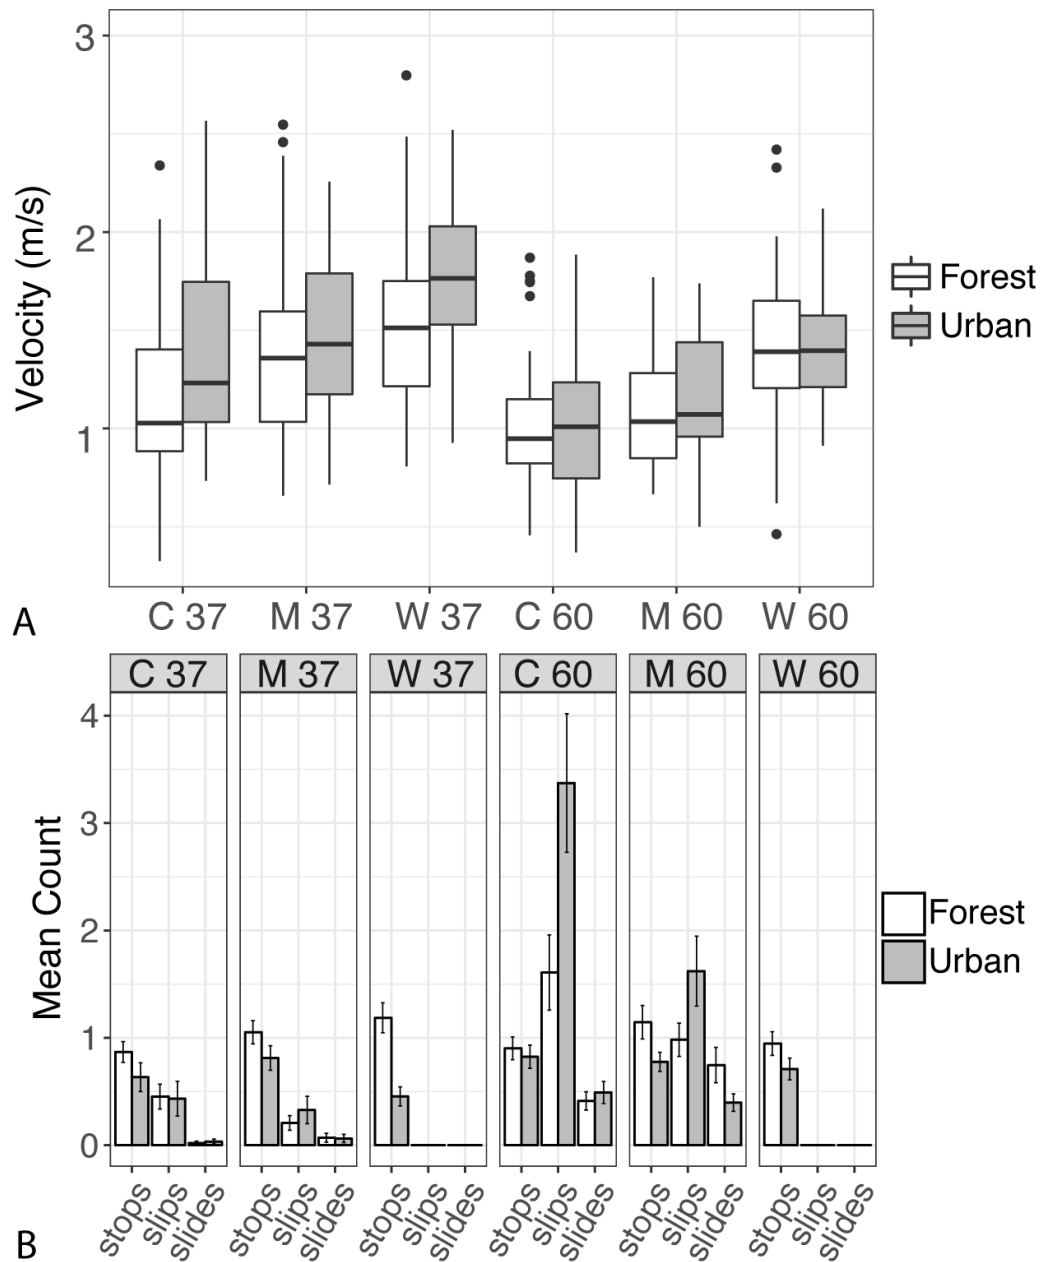 3
2
1
Velocity (m/s)
Forest
Urban
C 37 M 37 W 37 C 60 M 60 W 60
A
C 37 M 37 W 37 C 60 M 60 W 60
4
3
2
1
0
Mean Count
Forest
Urban
stops slips slides stops slips slides stops slips slides stops slips slides stops slips slides stops slips slides
B